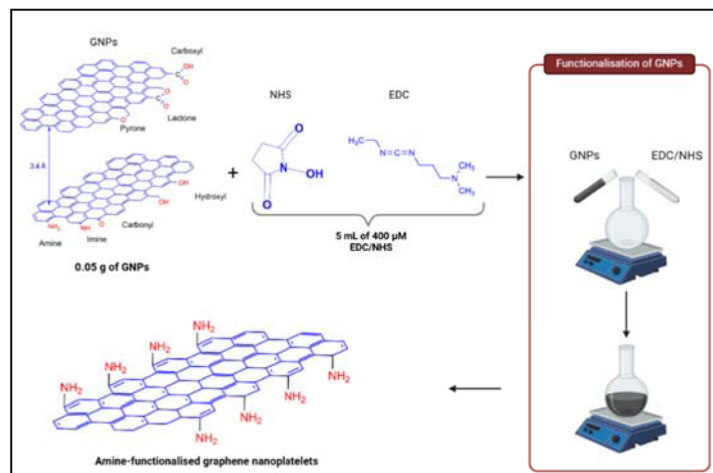 GNPs
Carboxyl
OH
C
O
O
C
O
Lactone
O
Pyrone
3.4 Å
OH
Hydroxyl
OH
Carbonyl
NH₂
NH
O
Amine
Imine
0.05 g of GNPs
+
NHS
O
N
OH
O
EDC
H₃C
N=C=N
CH₃
N
CH₃
5 mL of 400 µM
EDC/NHS
Functionalisation of GNPs
GNPs
EDC/NHS
NH₂
NH₂
NH₂
NH₂
NH₂
NH₂
NH₂
NH₂
NH₂
Amine-functionalised graphene nanoplatelets